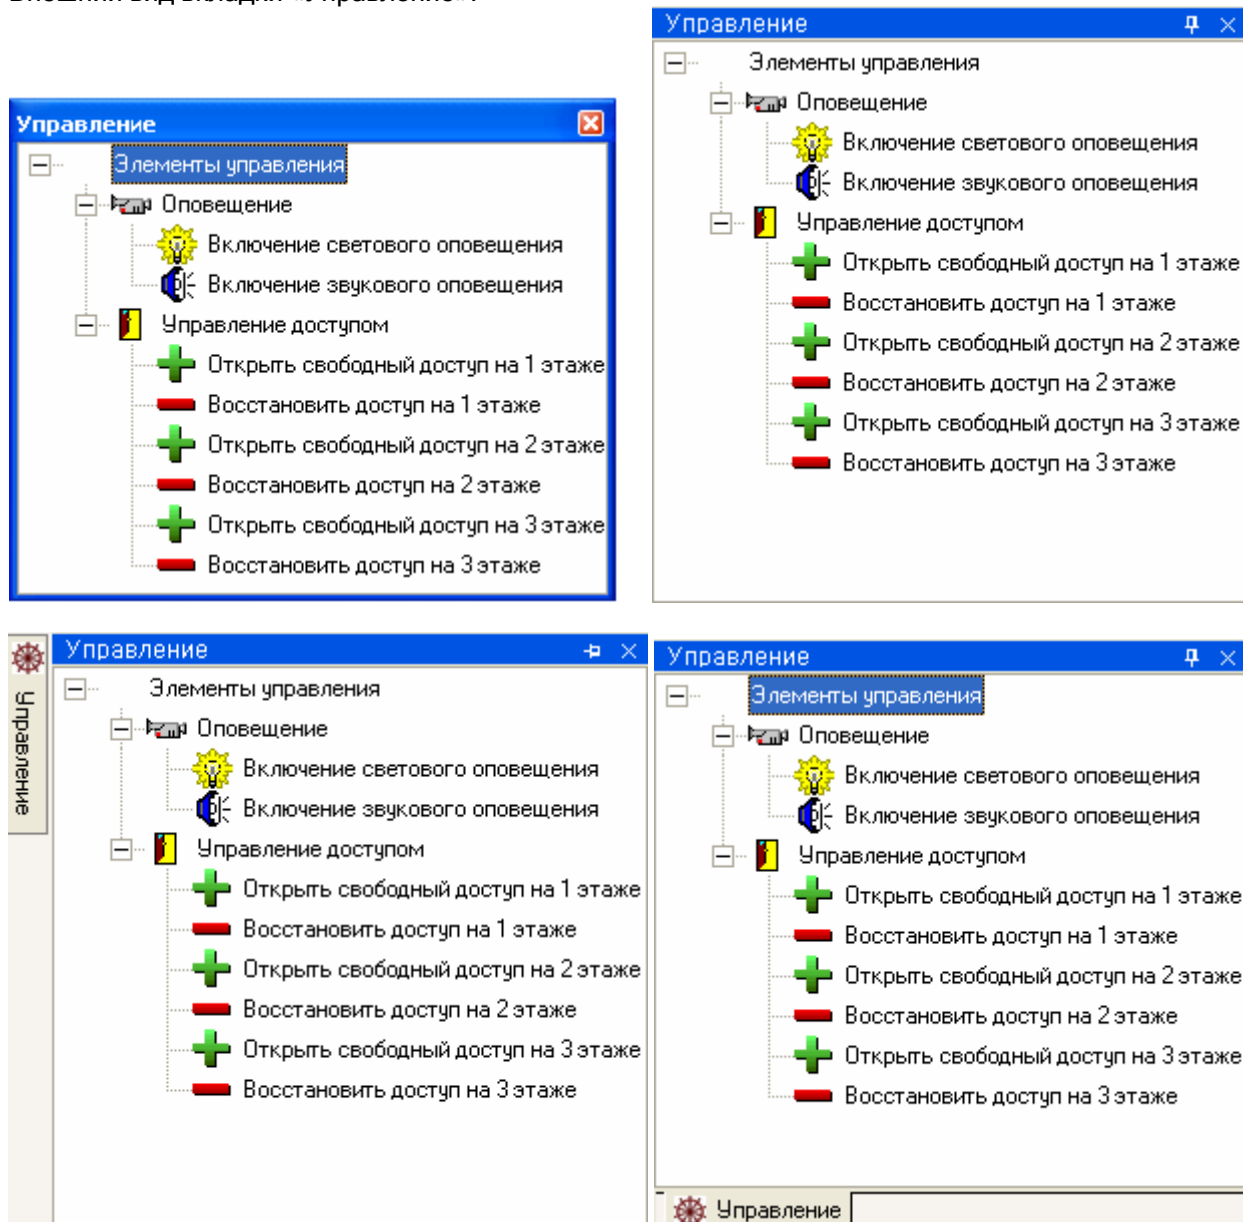 Внешний вид вкладки «Управление».
Управление
Элементы управления
Оповещение
Включение светового оповещения
Включение звукового оповещения
Управление доступом
Открыть свободный доступ на 1 этаже
Восстановить доступ на 1 этаже
Открыть свободный доступ на 2 этаже
Восстановить доступ на 2 этаже
Открыть свободный доступ на 3 этаже
Восстановить доступ на 3 этаже
Управление
Элементы управления
Оповещение
Включение светового оповещения
Включение звукового оповещения
Управление доступом
Открыть свободный доступ на 1 этаже
Восстановить доступ на 1 этаже
Открыть свободный доступ на 2 этаже
Восстановить доступ на 2 этаже
Открыть свободный доступ на 3 этаже
Восстановить доступ на 3 этаже
Управление
Управление
Элементы управления
Оповещение
Включение светового оповещения
Включение звукового оповещения
Управление доступом
Открыть свободный доступ на 1 этаже
Восстановить доступ на 1 этаже
Открыть свободный доступ на 2 этаже
Восстановить доступ на 2 этаже
Открыть свободный доступ на 3 этаже
Восстановить доступ на 3 этаже
Управление
Элементы управления
Оповещение
Включение светового оповещения
Включение звукового оповещения
Управление доступом
Открыть свободный доступ на 1 этаже
Восстановить доступ на 1 этаже
Открыть свободный доступ на 2 этаже
Восстановить доступ на 2 этаже
Открыть свободный доступ на 3 этаже
Восстановить доступ на 3 этаже
Управление